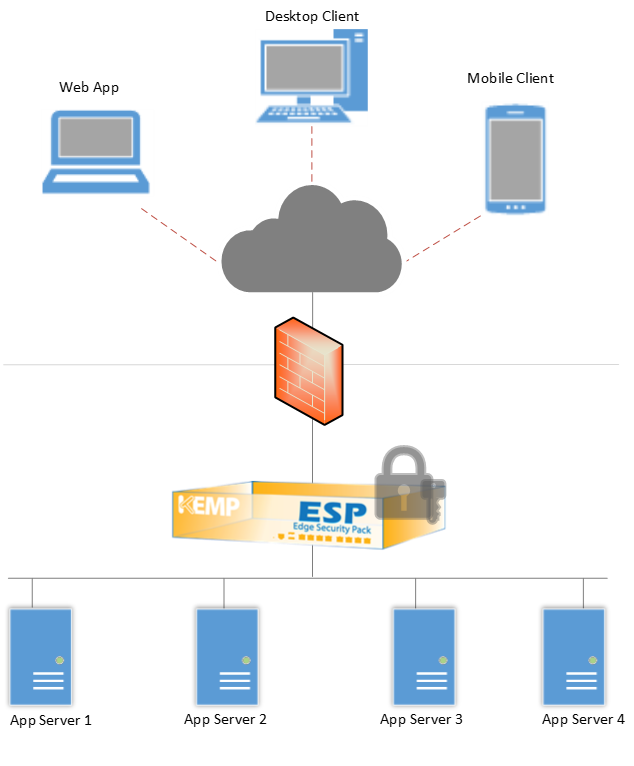 Desktop Client
Web App
Mobile Client
KEMP
ESP
Edge Security Pack
App Server 1
App Server 2
App Server 3
App Server 4